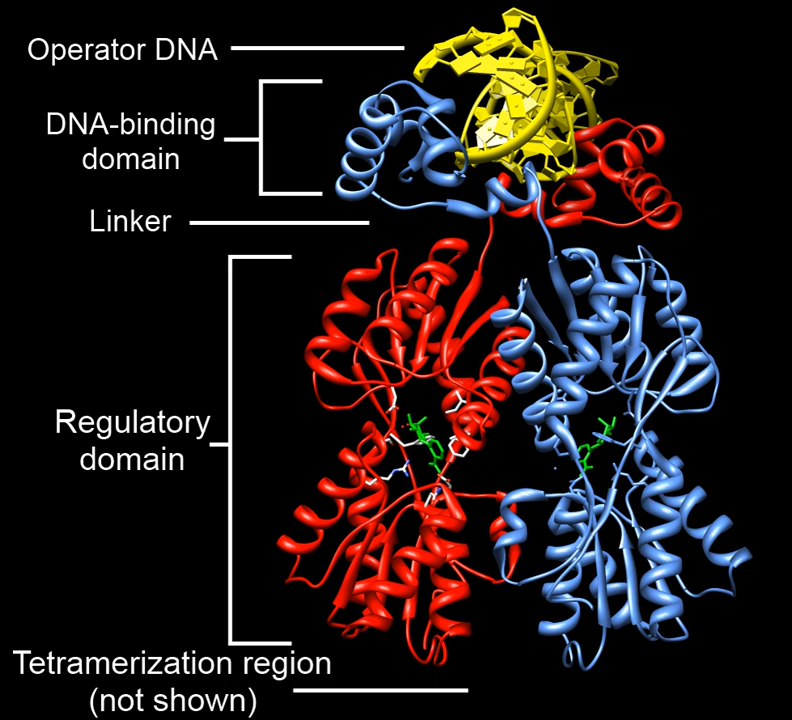 Operator DNA
DNA-binding
domain
Linker
Regulatory
domain
Tetramerization region
(not shown)